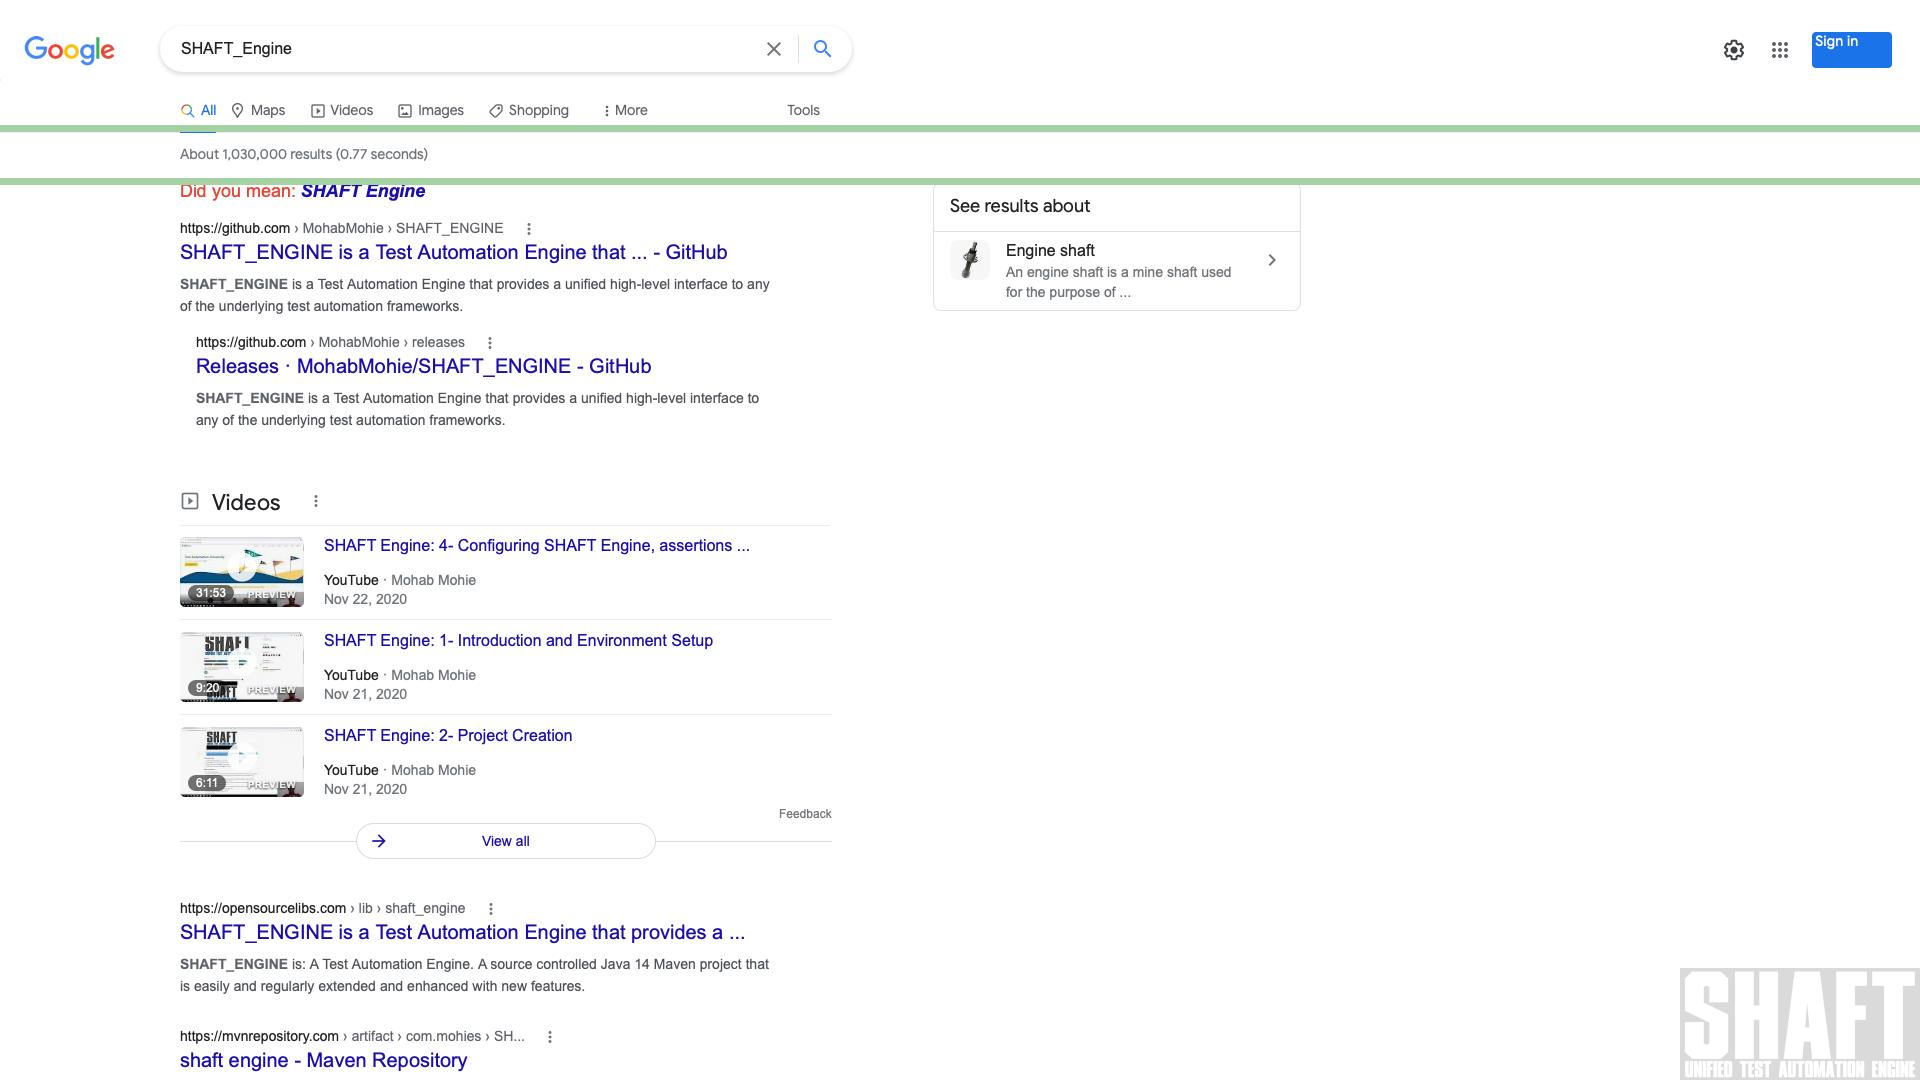 Google
SHAFT_Engine
Sign in
All Maps Videos Images Shopping More Tools
About 1,030,000 results (0.77 seconds)
Did you mean: SHAFT Engine
https://github.com › MohabMohie › SHAFT_ENGINE
SHAFT_ENGINE is a Test Automation Engine that ... - GitHub
SHAFT_ENGINE is a Test Automation Engine that provides a unified high-level interface to any
of the underlying test automation frameworks.
https://github.com › MohabMohie › releases
Releases · MohabMohie/SHAFT_ENGINE - GitHub
SHAFT_ENGINE is a Test Automation Engine that provides a unified high-level interface to
any of the underlying test automation frameworks.
See results about
Engine shaft
An engine shaft is a mine shaft used
for the purpose of ...
Videos
SHAFT Engine: 4- Configuring SHAFT Engine, assertions ...
31:53 PREVIEW
YouTube · Mohab Mohie
Nov 22, 2020
SHAFT Engine: 1- Introduction and Environment Setup
SHAFT
9:20 PREVIEW
YouTube · Mohab Mohie
Nov 21, 2020
SHAFT Engine: 2- Project Creation
SHAFT
6:11 PREVIEW
YouTube · Mohab Mohie
Nov 21, 2020
Feedback
View all
https://opensourcelibs.com › lib › shaft_engine
SHAFT_ENGINE is a Test Automation Engine that provides a ...
SHAFT_ENGINE is: A Test Automation Engine. A source controlled Java 14 Maven project that
is easily and regularly extended and enhanced with new features.
https://mvnrepository.com › artifact › com.mohies › SH...
shaft engine - Maven Repository
SHAFT
UNIFIED TEST AUTOMATION ENGINE